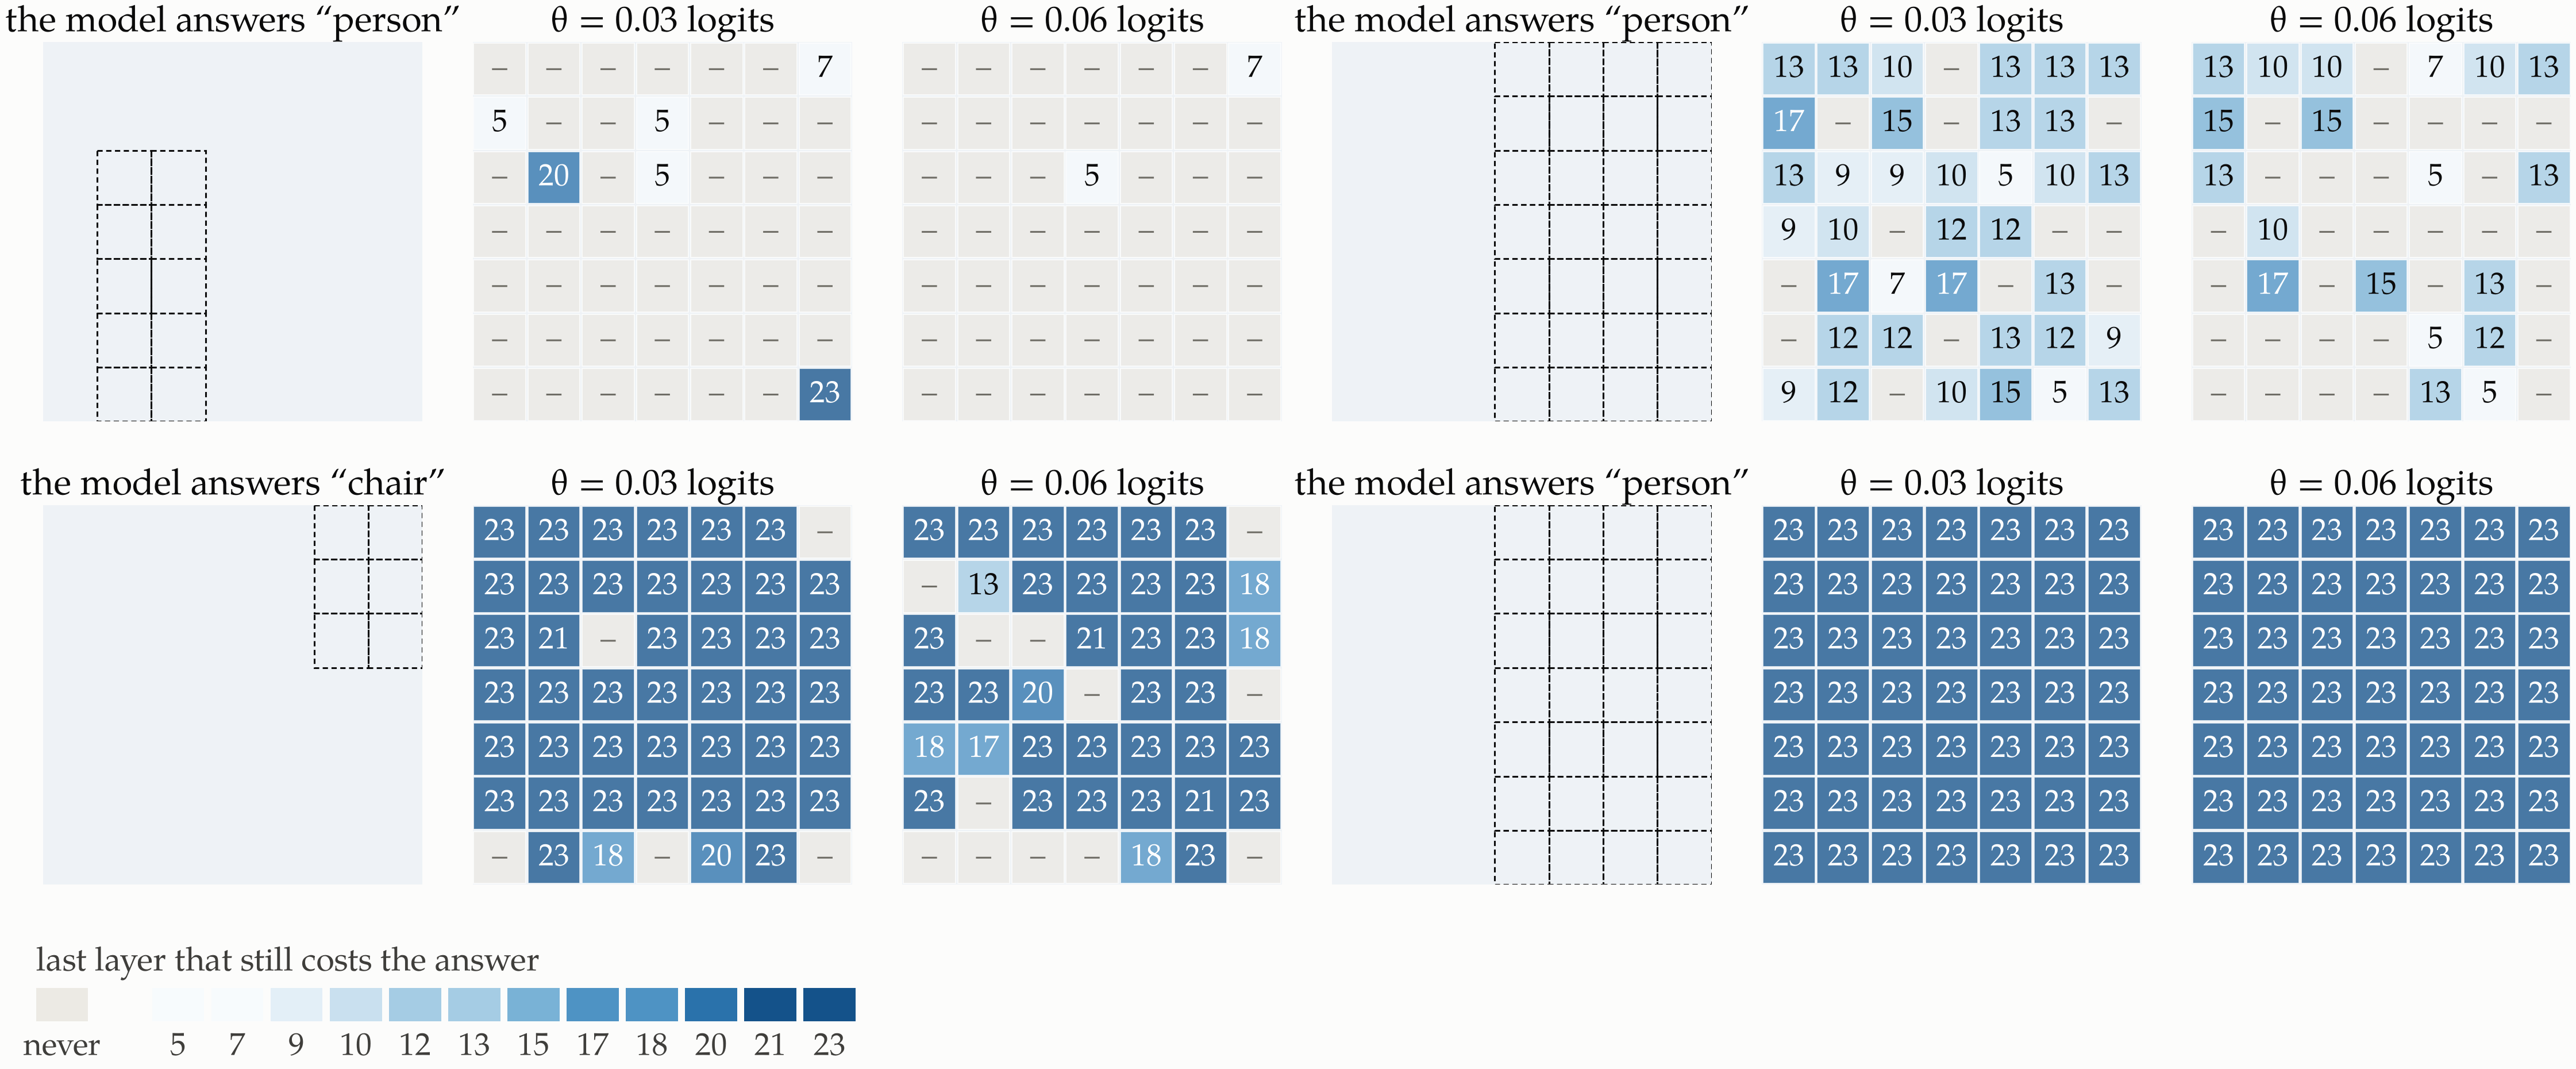 the model answers “person” θ = 0.03 logits θ = 0.06 logits the model answers “person” θ = 0.03 logits θ = 0.06 logits
– – – – – – 7 – – – – – – 7 13 13 10 – 13 13 13 13 10 10 – 7 10 13
5 – – 5 – – – – – – – – – – 17 – 15 – 13 13 – 15 – 15 – – – –
– 20 – 5 – – – – – – 5 – – – 13 9 9 10 5 10 13 13 – – – 5 – 13
– – – – – – – – – – – – – – 9 10 – 12 12 – – – 10 – – – – –
– – – – – – – – – – – – – – – 17 7 17 – 13 – – 17 – 15 – 13 –
– – – – – – – – – – – – – – – 12 12 – 13 12 9 – – – – 5 12 –
– – – – – – 23 – – – – – – – 9 12 – 10 15 5 13 – – – – 13 5 –
the model answers “chair” θ = 0.03 logits θ = 0.06 logits the model answers “person” θ = 0.03 logits θ = 0.06 logits
23 23 23 23 23 23 – 23 23 23 23 23 23 – 23 23 23 23 23 23 23 23 23 23 23 23 23 23
23 23 23 23 23 23 23 – 13 23 23 23 23 18 23 23 23 23 23 23 23 23 23 23 23 23 23 23
23 21 – 23 23 23 23 23 – – 21 23 23 18 23 23 23 23 23 23 23 23 23 23 23 23 23 23
23 23 23 23 23 23 23 23 23 20 – 23 23 – 23 23 23 23 23 23 23 23 23 23 23 23 23 23
23 23 23 23 23 23 23 18 17 23 23 23 23 23 23 23 23 23 23 23 23 23 23 23 23 23 23 23
23 23 23 23 23 23 23 23 – 23 23 23 21 23 23 23 23 23 23 23 23 23 23 23 23 23 23 23
– 23 18 – 20 23 – – – – – 18 23 – 23 23 23 23 23 23 23 23 23 23 23 23 23 23
last layer that still costs the answer
never 5 7 9 10 12 13 15 17 18 20 21 23